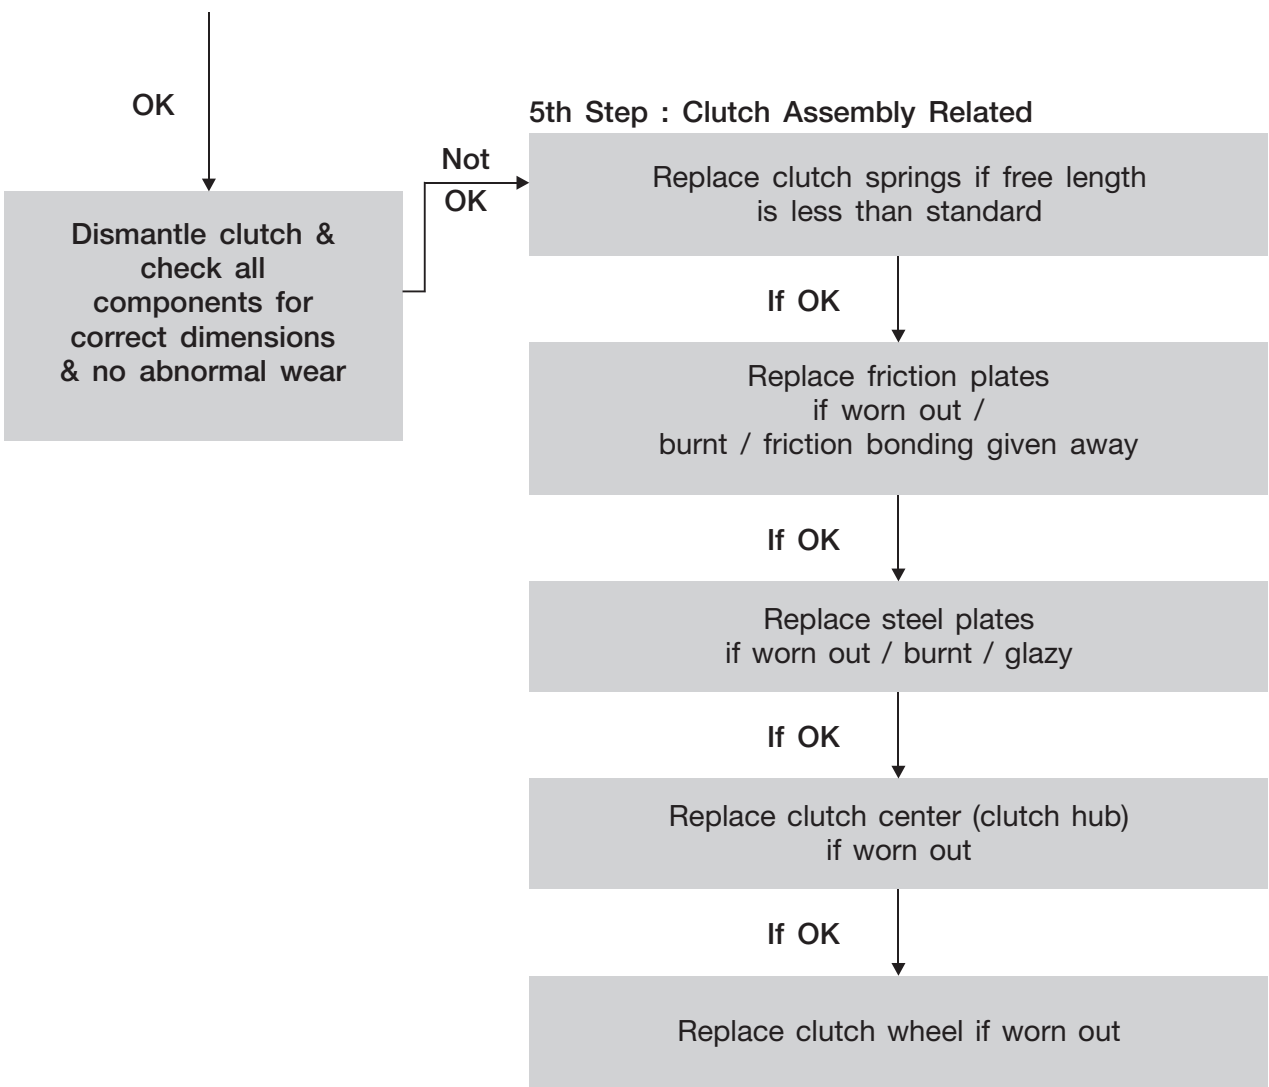 OK
Dismantle clutch &
check all
components for
correct dimensions
& no abnormal wear
Not
OK
5th Step : Clutch Assembly Related
Replace clutch springs if free length
is less than standard
If OK
Replace friction plates
if worn out /
burnt / friction bonding given away
If OK
Replace steel plates
if worn out / burnt / glazy
If OK
Replace clutch center (clutch hub)
if worn out
If OK
Replace clutch wheel if worn out